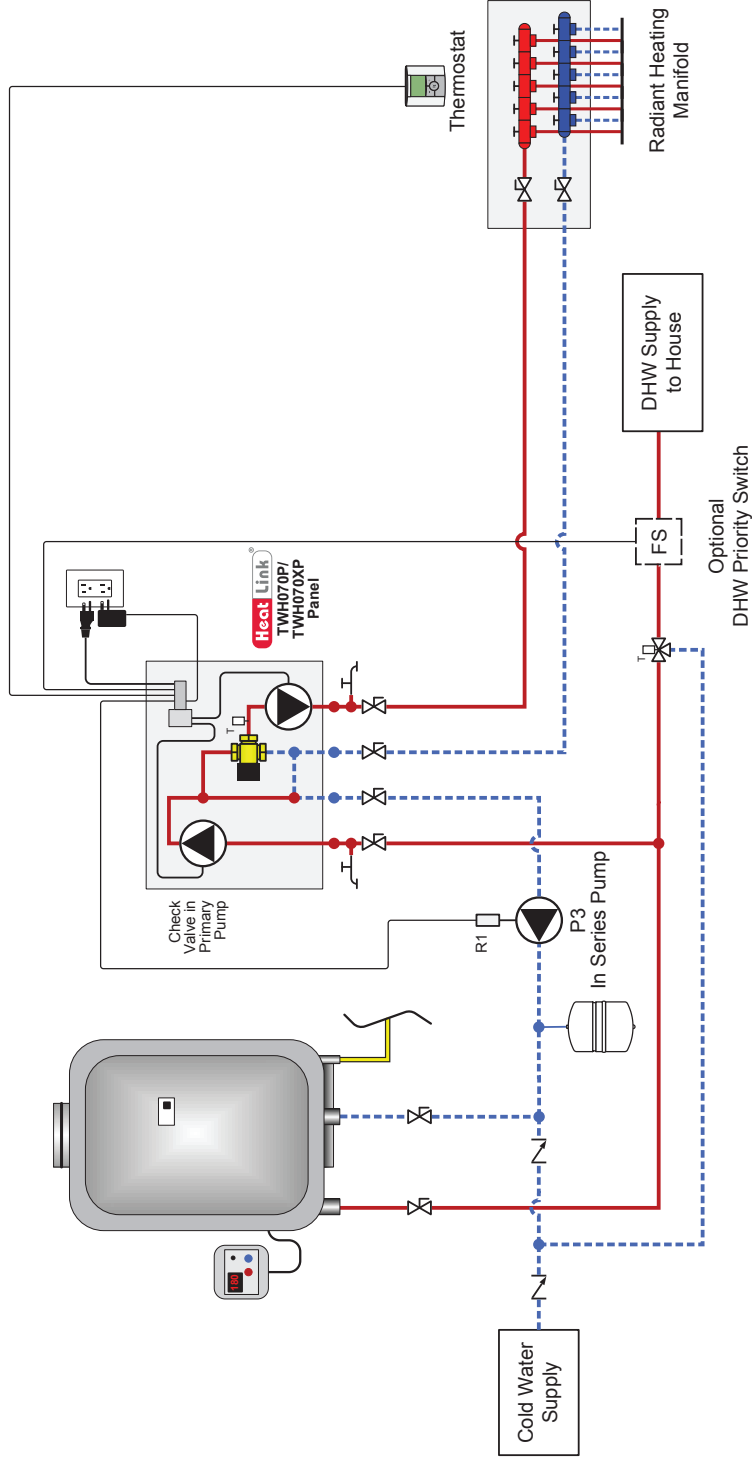 Thermostat
Radiant Heating
Manifold
Heat Link®
TWH070P/
TWH070XP
Panel
T
Check
Valve in
Primary
Pump
R1
P3
In Series Pump
180
DHW Supply
to House
FS
Optional
DHW Priority Switch
T
Cold Water
Supply